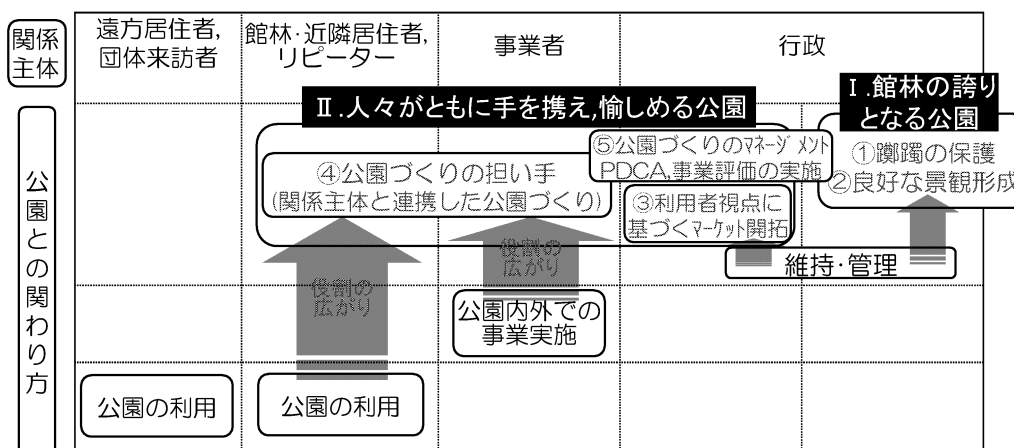 関係
主体
遠方居住者,
団体来訪者
館林・近隣居住者,
リピーター
事業者
行政
公園との関わり方
Ⅱ.人々がともに手を携え,愉しめる公園
Ⅰ.館林の誇り
となる公園
①躑躅の保護
②良好な景観形成
⑤公園づくりのマネージメント
PDCA,事業評価の実施
④公園づくりの担い手
(関係主体と連携した公園づくり)
③利用者視点に
基づくマーケット開拓
維持・管理
役割の
広がり
役割の
広がり
公園内外での
事業実施
公園の利用
公園の利用